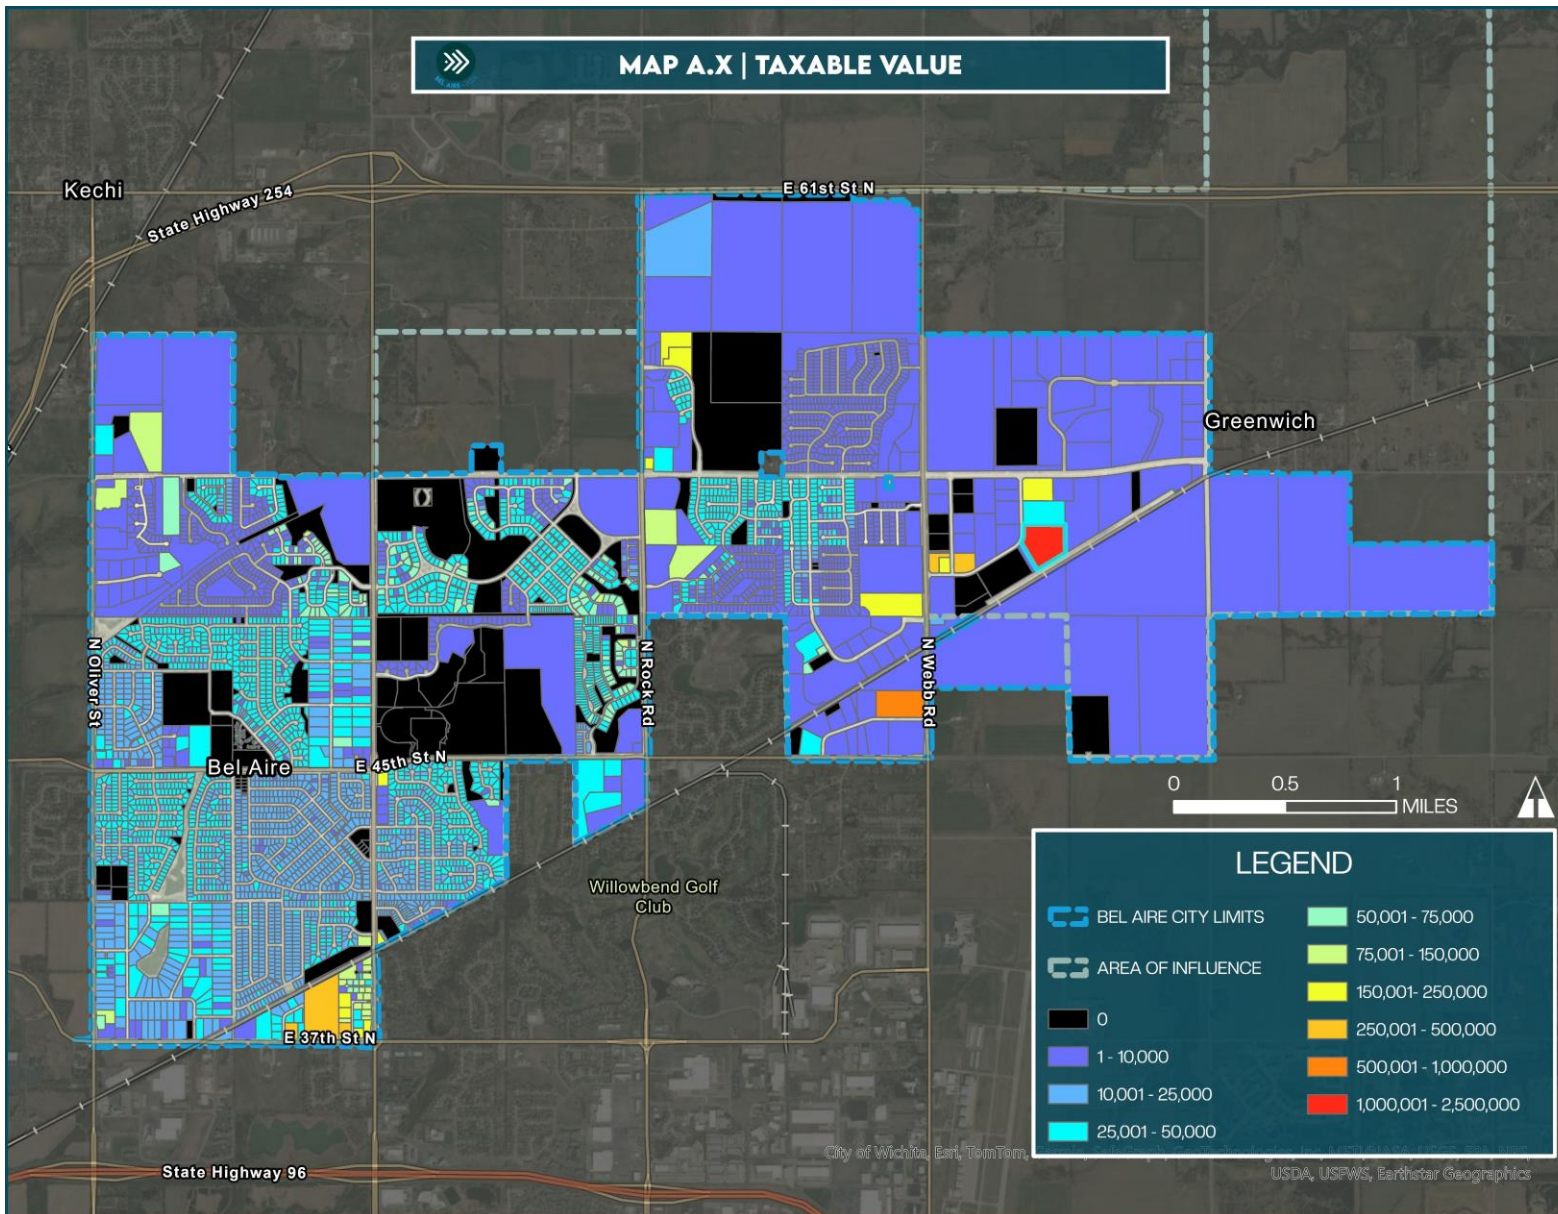 MAP A.X | TAXABLE VALUE
BEL AIRE
Kechi
State Highway 254
E 61st St N
Greenwich
N Oliver St
N Rock Rd
N Webb Rd
Bel Aire
E 45th St N
0 0.5 1
MILES
Willowbend Golf
Club
E 37th St N
State Highway 96
LEGEND
BEL AIRE CITY LIMITS
AREA OF INFLUENCE
0
1 - 10,000
10,001 - 25,000
25,001 - 50,000
50,001 - 75,000
75,001 - 150,000
150,001- 250,000
250,001 - 500,000
500,001 - 1,000,000
1,000,001 - 2,500,000
City of Wichita, Esri, TomTom,
USDA, USFWS, Earthstar Geographics